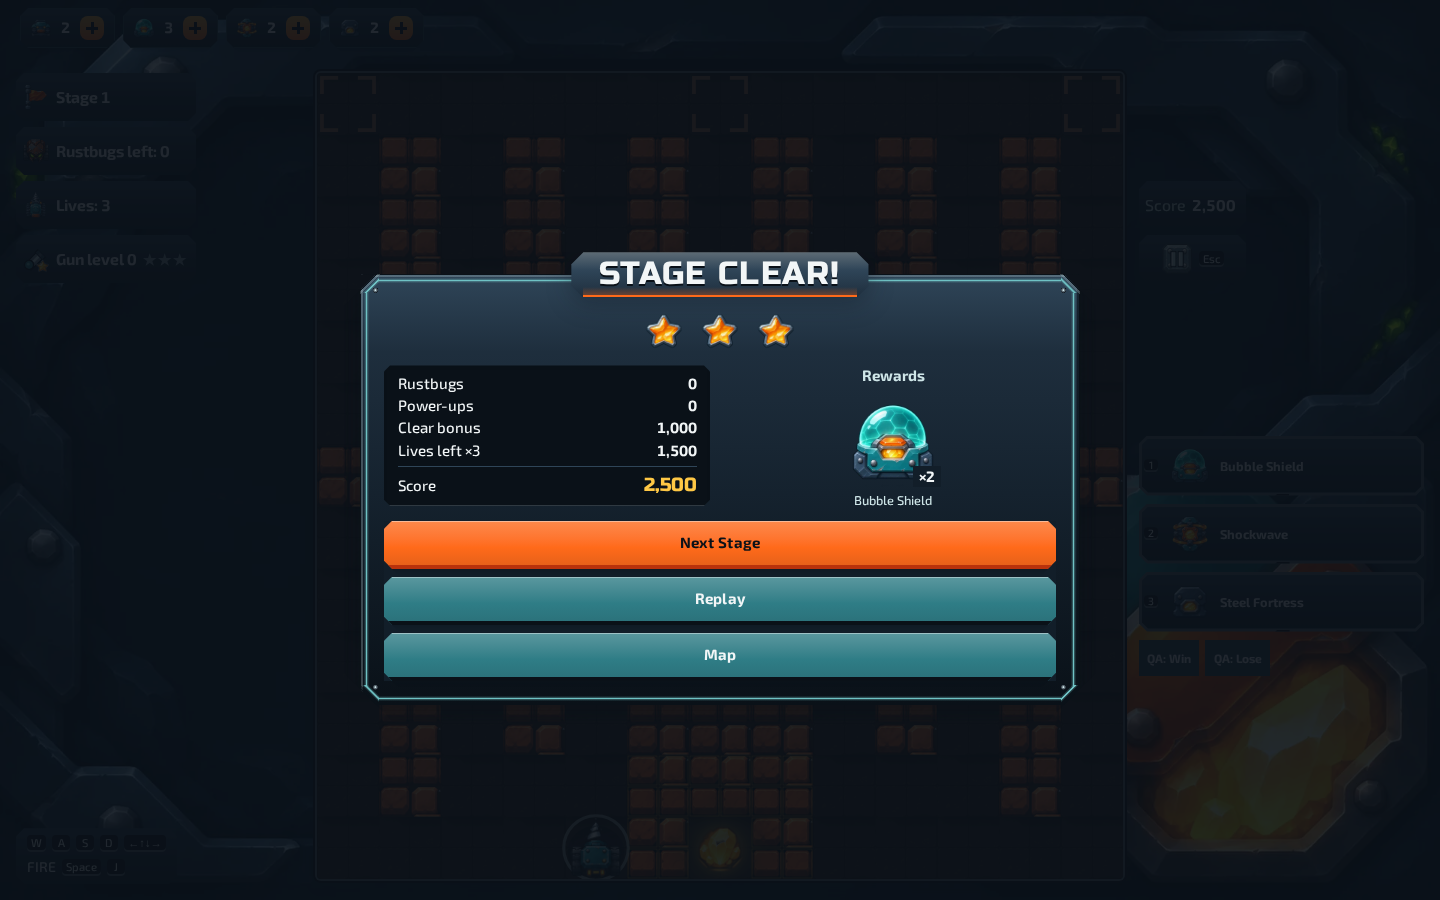 2
3
2
2
Stage 1
Rustbugs left: 0
Lives: 3
Gun level 0
Score 2,500
Esc
STAGE CLEAR!
Rustbugs 0
Power-ups 0
Clear bonus 1,000
Lives left ×3 1,500
Score 2,500
Rewards
×2
Bubble Shield
Next Stage
Replay
Map
1 Bubble Shield
2 Shockwave
3 Steel Fortress
QA: Win QA: Lose
W A S D ←↑↓→
FIRE Space J